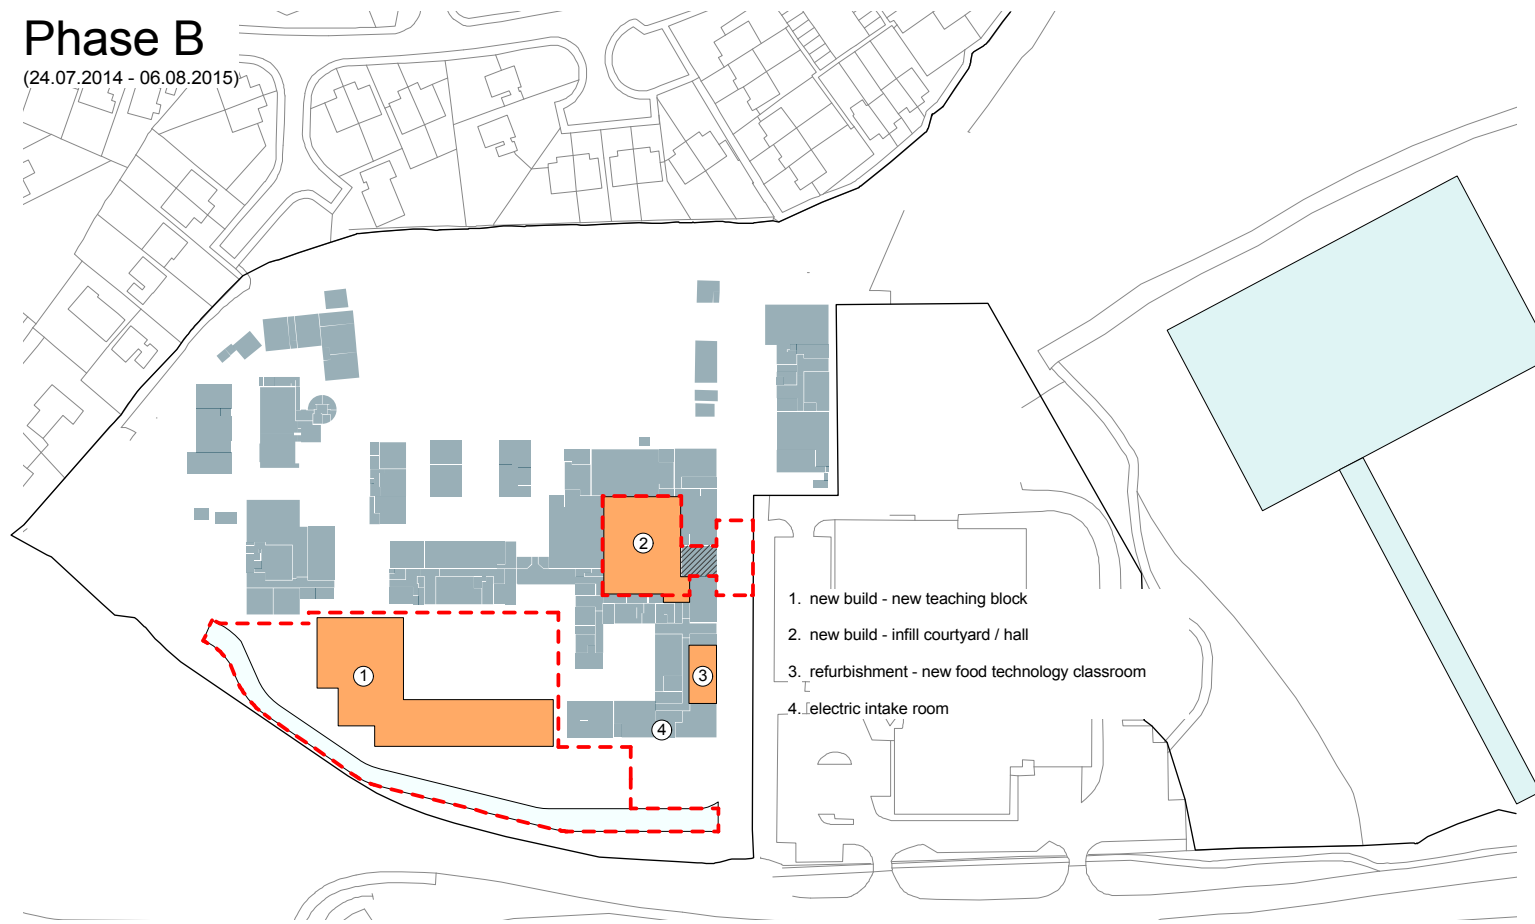 Phase B
(24.07.2014 - 06.08.2015)
2
1. new build - new teaching block
2. new build - infill courtyard / hall
1
3
3. refurbishment - new food technology classroom
4. electric intake room
4